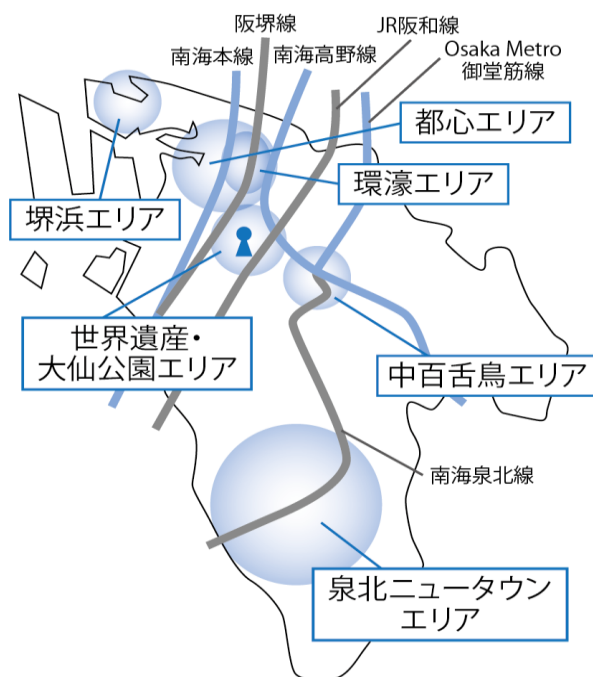 阪堺線
南海本線
南海高野線
JR阪和線
Osaka Metro
御堂筋線
都心エリア
環濠エリア
堺浜エリア
世界遺産・
大仙公園エリア
中百舌鳥エリア
南海泉北線
泉北ニュータウン
エリア